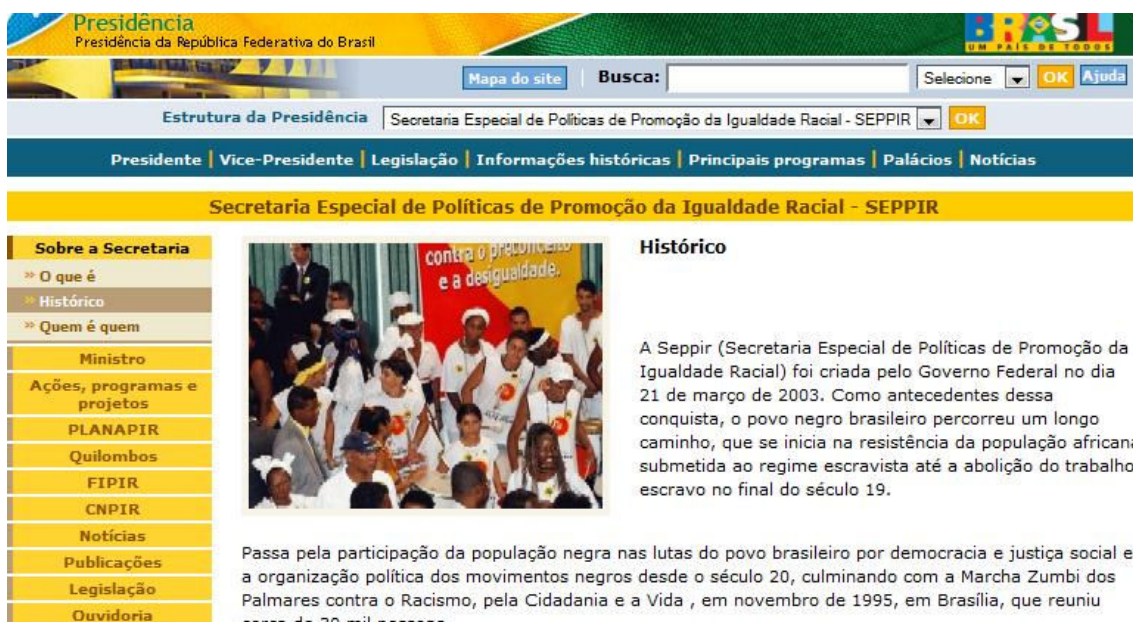 Presidência
Presidência da República Federativa do Brasil
BRASIL
UM PAÍS DE TODOS
Mapa do site
Busca:
Selecione
OK
Ajuda
Estrutura da Presidência
Secretaria Especial de Políticas de Promoção da Igualdade Racial - SEPPIR
OK
Presidente | Vice-Presidente | Legislação | Informações históricas | Principais programas | Palácios | Notícias
Secretaria Especial de Políticas de Promoção da Igualdade Racial - SEPPIR
Sobre a Secretaria
» O que é
» Histórico
» Quem é quem
Ministro
Ações, programas e
projetos
PLANAPIR
Quilombos
FIPIR
CNPIR
Notícias
Publicações
Legislação
Ouvidoria
contra o preconceito
e a desigualdade.
Histórico
A Seppir (Secretaria Especial de Políticas de Promoção da
Igualdade Racial) foi criada pelo Governo Federal no dia
21 de março de 2003. Como antecedentes dessa
conquista, o povo negro brasileiro percorreu um longo
caminho, que se inicia na resistência da população africana
submetida ao regime escravista até a abolição do trabalho
escravo no final do século 19.
Passa pela participação da população negra nas lutas do povo brasileiro por democracia e justiça social e
a organização política dos movimentos negros desde o século 20, culminando com a Marcha Zumbi dos
Palmares contra o Racismo, pela Cidadania e a Vida , em novembro de 1995, em Brasília, que reuniu
cerca de 30 mil pessoas